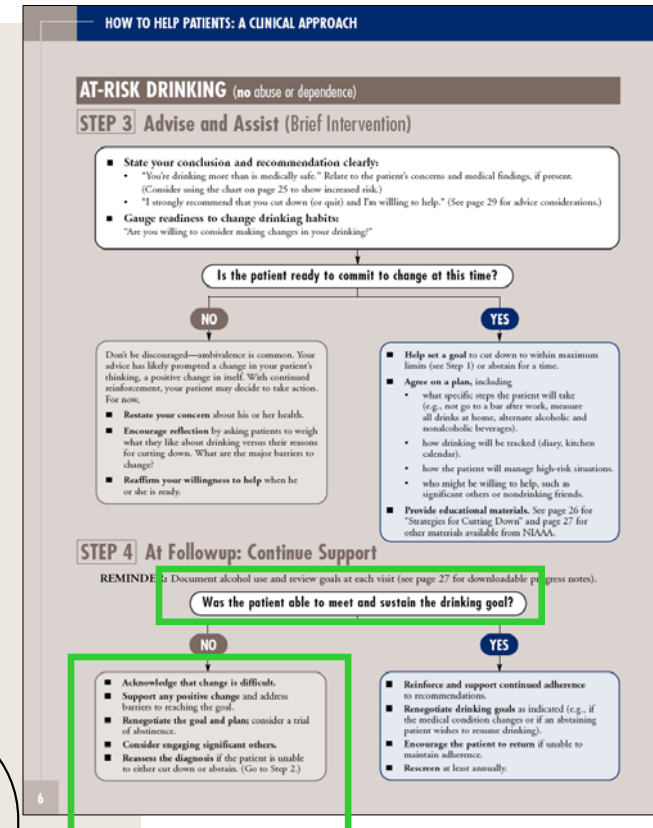 HOW TO HELP PATIENTS: A CLINICAL APPROACH
AT-RISK DRINKING (no abuse or dependence)
STEP 3 Advise and Assist (Brief Intervention)
■ State your conclusion and recommendation clearly:
• "You're drinking more than is medically safe." Relate to the patient's concerns and medical findings, if present.
(Consider using the chart on page 25 to show increased risk.)
• "I strongly recommend that you cut down (or quit) and I'm willling to help." (See page 29 for advice considerations.)
■ Gauge readiness to change drinking habits:
"Are you willing to consider making changes in your drinking?"
Is the patient ready to commit to change at this time?
NO
Don't be discouraged—ambivalence is common. Your
advice has likely prompted a change in your patient's
thinking, a positive change in itself. With continued
reinforcement, your patient may decide to take action.
For now,
■ Restate your concern about his or her health.
■ Encourage reflection by asking patients to weigh
what they like about drinking versus their reasons
for cutting down. What are the major barriers to
change?
■ Reaffirm your willingness to help when he
or she is ready.
YES
■ Help set a goal to cut down to within maximum
limits (see Step 1) or abstain for a time.
■ Agree on a plan, including
• what specific steps the patient will take
(e.g., not go to a bar after work, measure
all drinks at home, alternate alcoholic and
nonalcoholic beverages).
• how drinking will be tracked (diary, kitchen
calendar).
• how the patient will manage high-risk situations.
• who might be willing to help, such as
significant others or nondrinking friends.
■ Provide educational materials. See page 26 for
"Strategies for Cutting Down" and page 27 for
other materials available from NIAAA.
STEP 4 At Followup: Continue Support
REMINDER: Document alcohol use and review goals at each visit (see page 27 for downloadable progress notes).
Was the patient able to meet and sustain the drinking goal?
NO
■ Acknowledge that change is difficult.
■ Support any positive change and address
barriers to reaching the goal.
■ Renegotiate the goal and plan; consider a trial
of abstinence.
■ Consider engaging significant others.
■ Reassess the diagnosis if the patient is unable
to either cut down or abstain. (Go to Step 2.)
YES
■ Reinforce and support continued adherence
to recommendations.
■ Renegotiate drinking goals as indicated (e.g., if
the medical condition changes or if an abstaining
patient wishes to resume drinking).
■ Encourage the patient to return if unable to
maintain adherence.
■ Rescreen at least annually.
6